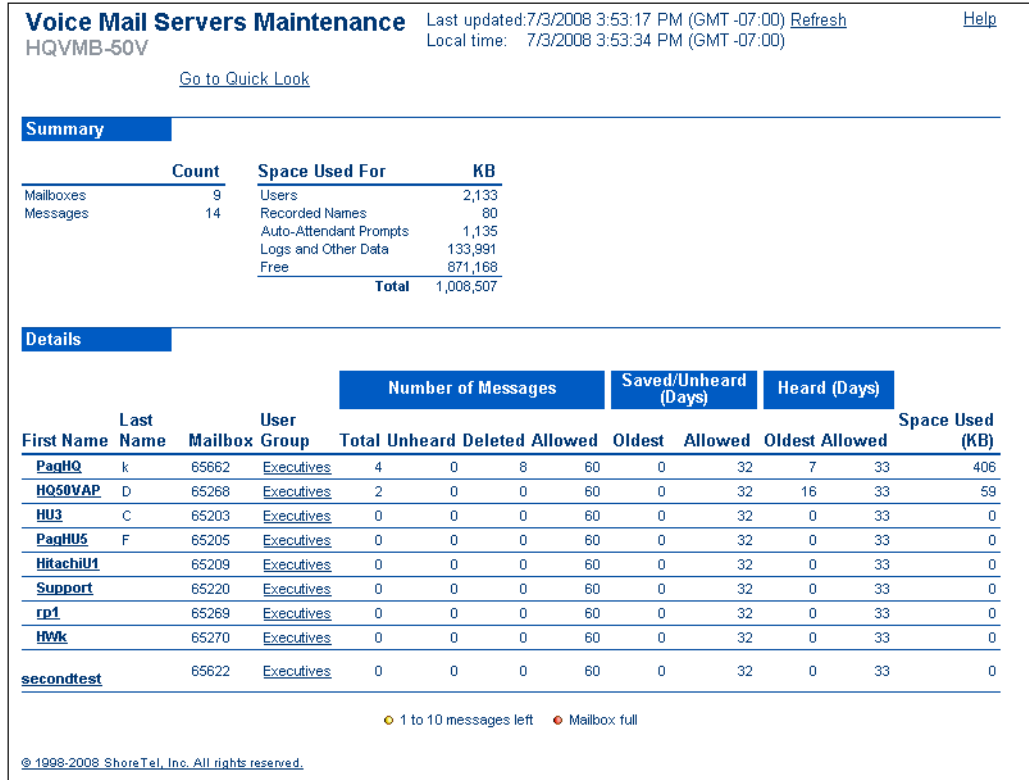 Voice Mail Servers Maintenance
HQVMB-50V
Last updated:7/3/2008 3:53:17 PM (GMT -07:00) Refresh
Local time: 7/3/2008 3:53:34 PM (GMT -07:00)
Help
Go to Quick Look
Summary
Count
Mailboxes 9
Messages 14
Space Used For KB
Users 2,133
Recorded Names 80
Auto-Attendant Prompts 1,135
Logs and Other Data 133,991
Free 871,168
Total 1,008,507
Details
Number of Messages Saved/Unheard (Days) Heard (Days)
First Name Last Name Mailbox User Group Total Unheard Deleted Allowed Oldest Allowed Oldest Allowed Space Used (KB)
PagHQ k 65662 Executives 4 0 8 60 0 32 7 33 406
HQ50VAP D 65268 Executives 2 0 0 60 0 32 16 33 59
HU3 C 65203 Executives 0 0 0 60 0 32 0 33 0
PagHU5 F 65205 Executives 0 0 0 60 0 32 0 33 0
HitachiU1 65209 Executives 0 0 0 60 0 32 0 33 0
Support 65220 Executives 0 0 0 60 0 32 0 33 0
rp1 65269 Executives 0 0 0 60 0 32 0 33 0
HWk 65270 Executives 0 0 0 60 0 32 0 33 0
secondtest 65622 Executives 0 0 0 60 0 32 0 33 0
1 to 10 messages left Mailbox full
© 1998-2008 ShoreTel, Inc. All rights reserved.